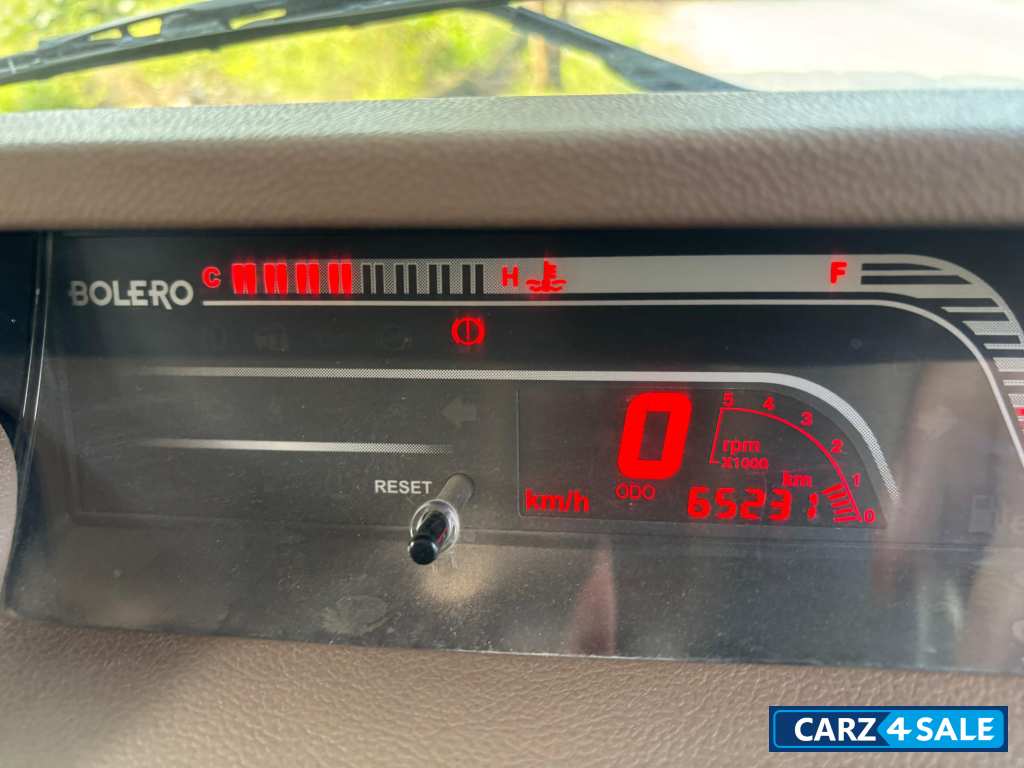 C H F
BOLERO
0 5 4 3 2 1 0
rpm
X1000
RESET
km/h ODO 65231 km
CARZ4SALE